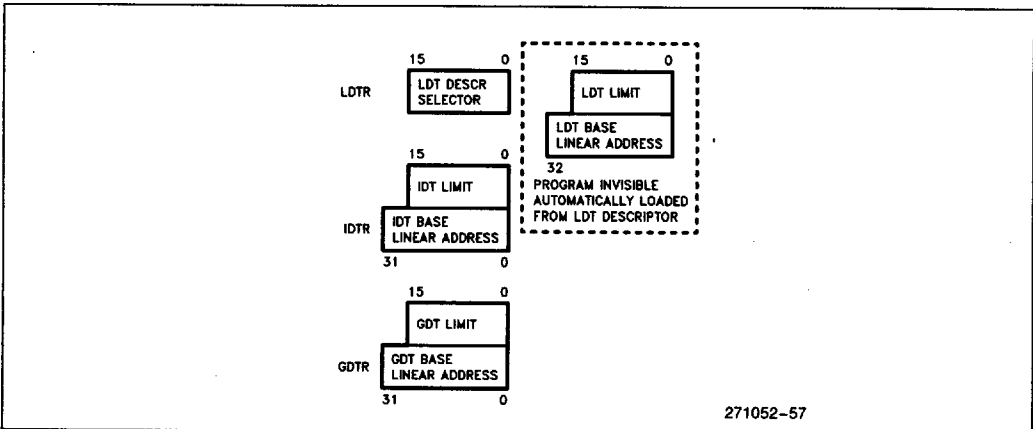 15 0
LDTR
LDT DESCR
SELECTOR
15 0
LDT LIMIT
LDT BASE
LINEAR ADDRESS
32
PROGRAM INVISIBLE
AUTOMATICALLY LOADED
FROM LDT DESCRIPTOR
15 0
IDTR
IDT LIMIT
IDT BASE
LINEAR ADDRESS
31 0
15 0
GDTR
GDT LIMIT
GDT BASE
LINEAR ADDRESS
31 0
271052-57